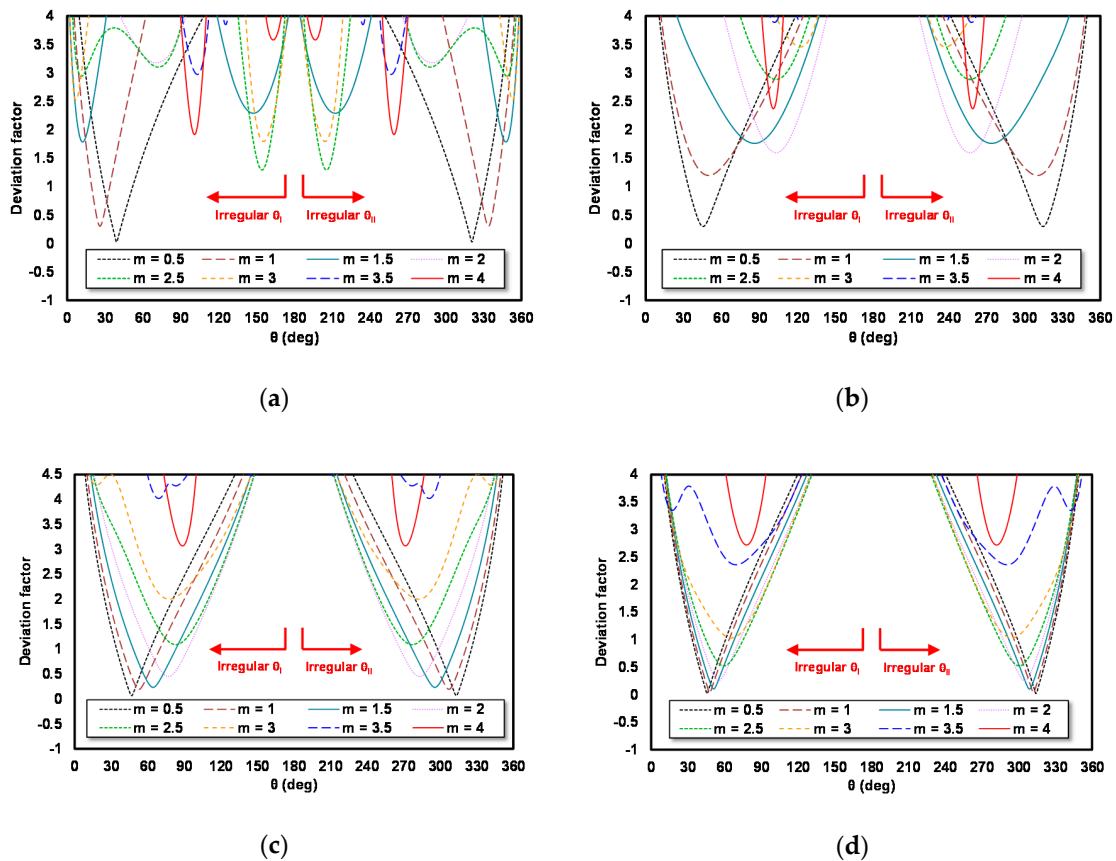 4
3.5
3
2.5
2
1.5
1
0.5
0
-0.5
-1
Deviation factor
Irregular θI
Irregular θII
m = 0.5 m = 1 m = 1.5 m = 2
m = 2.5 m = 3 m = 3.5 m = 4
0 30 60 90 120 150 180 210 240 270 300 330 360
θ (deg)
(a)
4
3.5
3
2.5
2
1.5
1
0.5
0
-0.5
-1
Deviation factor
Irregular θI
Irregular θII
m = 0.5 m = 1 m = 1.5 m = 2
m = 2.5 m = 3 m = 3.5 m = 4
0 30 60 90 120 150 180 210 240 270 300 330 360
θ (deg)
(b)
4.5
4
3.5
3
2.5
2
1.5
1
0.5
0
-0.5
-1
Deviation factor
Irregular θI
Irregular θII
m = 0.5 m = 1 m = 1.5 m = 2
m = 2.5 m = 3 m = 3.5 m = 4
0 30 60 90 120 150 180 210 240 270 300 330 360
θ (deg)
(c)
4
3.5
3
2.5
2
1.5
1
0.5
0
-0.5
-1
Deviation factor
Irregular θI
Irregular θII
m = 0.5 m = 1 m = 1.5 m = 2
m = 2.5 m = 3 m = 3.5 m = 4
0 30 60 90 120 150 180 210 240 270 300 330 360
θ (deg)
(d)